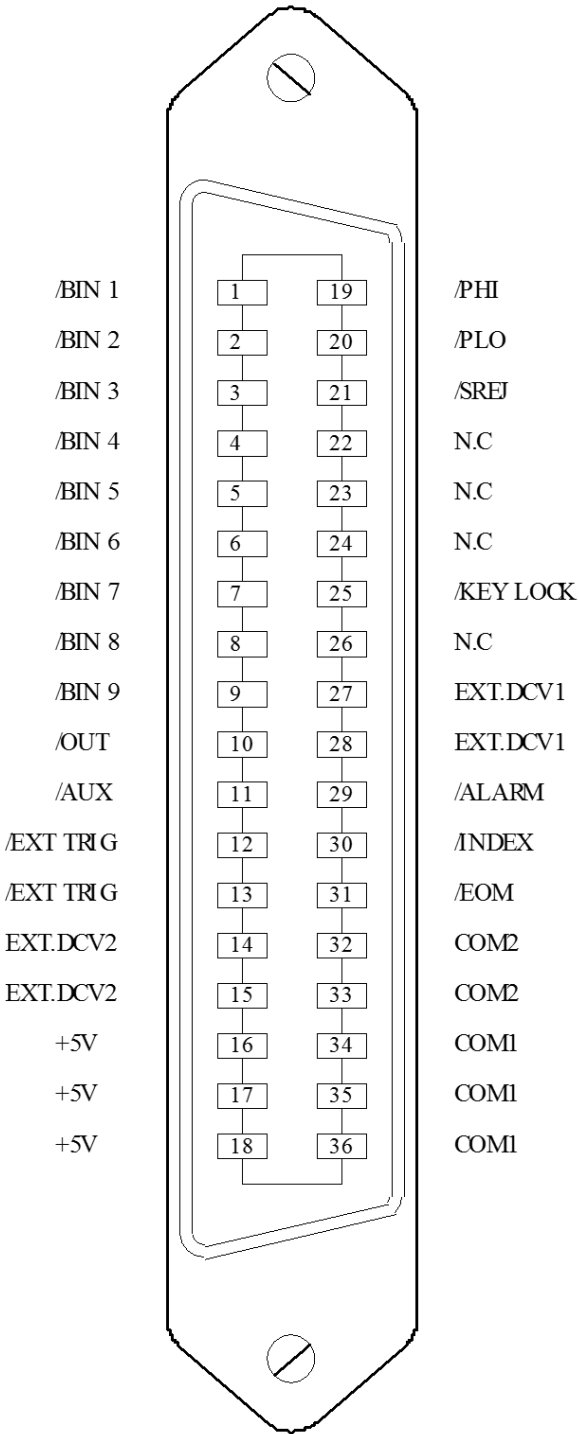 /BIN 1 1 19 /PHI
/BIN 2 2 20 /PLO
/BIN 3 3 21 /SREJ
/BIN 4 4 22 N.C
/BIN 5 5 23 N.C
/BIN 6 6 24 N.C
/BIN 7 7 25 /KEY LOCK
/BIN 8 8 26 N.C
/BIN 9 9 27 EXT.DCV1
/OUT 10 28 EXT.DCV1
/AUX 11 29 /ALARM
/EXT TRIG 12 30 /INDEX
/EXT TRIG 13 31 /EOM
EXT.DCV2 14 32 COM2
EXT.DCV2 15 33 COM2
+5V 16 34 COM1
+5V 17 35 COM1
+5V 18 36 COM1